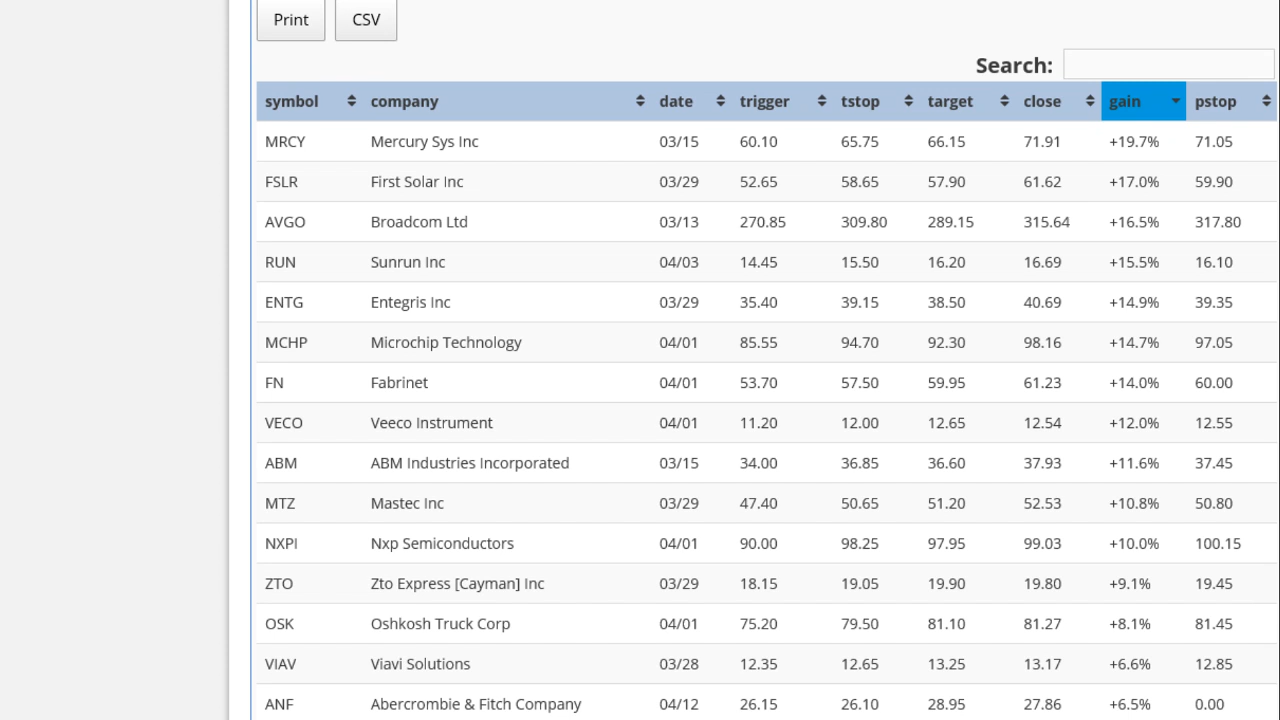 Print CSV
Search:
symbol company date trigger tstop target close gain pstop
MRCY Mercury Sys Inc 03/15 60.10 65.75 66.15 71.91 +19.7% 71.05
FSLR First Solar Inc 03/29 52.65 58.65 57.90 61.62 +17.0% 59.90
AVGO Broadcom Ltd 03/13 270.85 309.80 289.15 315.64 +16.5% 317.80
RUN Sunrun Inc 04/03 14.45 15.50 16.20 16.69 +15.5% 16.10
ENTG Entegris Inc 03/29 35.40 39.15 38.50 40.69 +14.9% 39.35
MCHP Microchip Technology 04/01 85.55 94.70 92.30 98.16 +14.7% 97.05
FN Fabrinet 04/01 53.70 57.50 59.95 61.23 +14.0% 60.00
VECO Veeco Instrument 04/01 11.20 12.00 12.65 12.54 +12.0% 12.55
ABM ABM Industries Incorporated 03/15 34.00 36.85 36.60 37.93 +11.6% 37.45
MTZ Mastec Inc 03/29 47.40 50.65 51.20 52.53 +10.8% 50.80
NXPI Nxp Semiconductors 04/01 90.00 98.25 97.95 99.03 +10.0% 100.15
ZTO Zto Express [Cayman] Inc 03/29 18.15 19.05 19.90 19.80 +9.1% 19.45
OSK Oshkosh Truck Corp 04/01 75.20 79.50 81.10 81.27 +8.1% 81.45
VIAV Viavi Solutions 03/28 12.35 12.65 13.25 13.17 +6.6% 12.85
ANF Abercrombie & Fitch Company 04/12 26.15 26.10 28.95 27.86 +6.5% 0.00